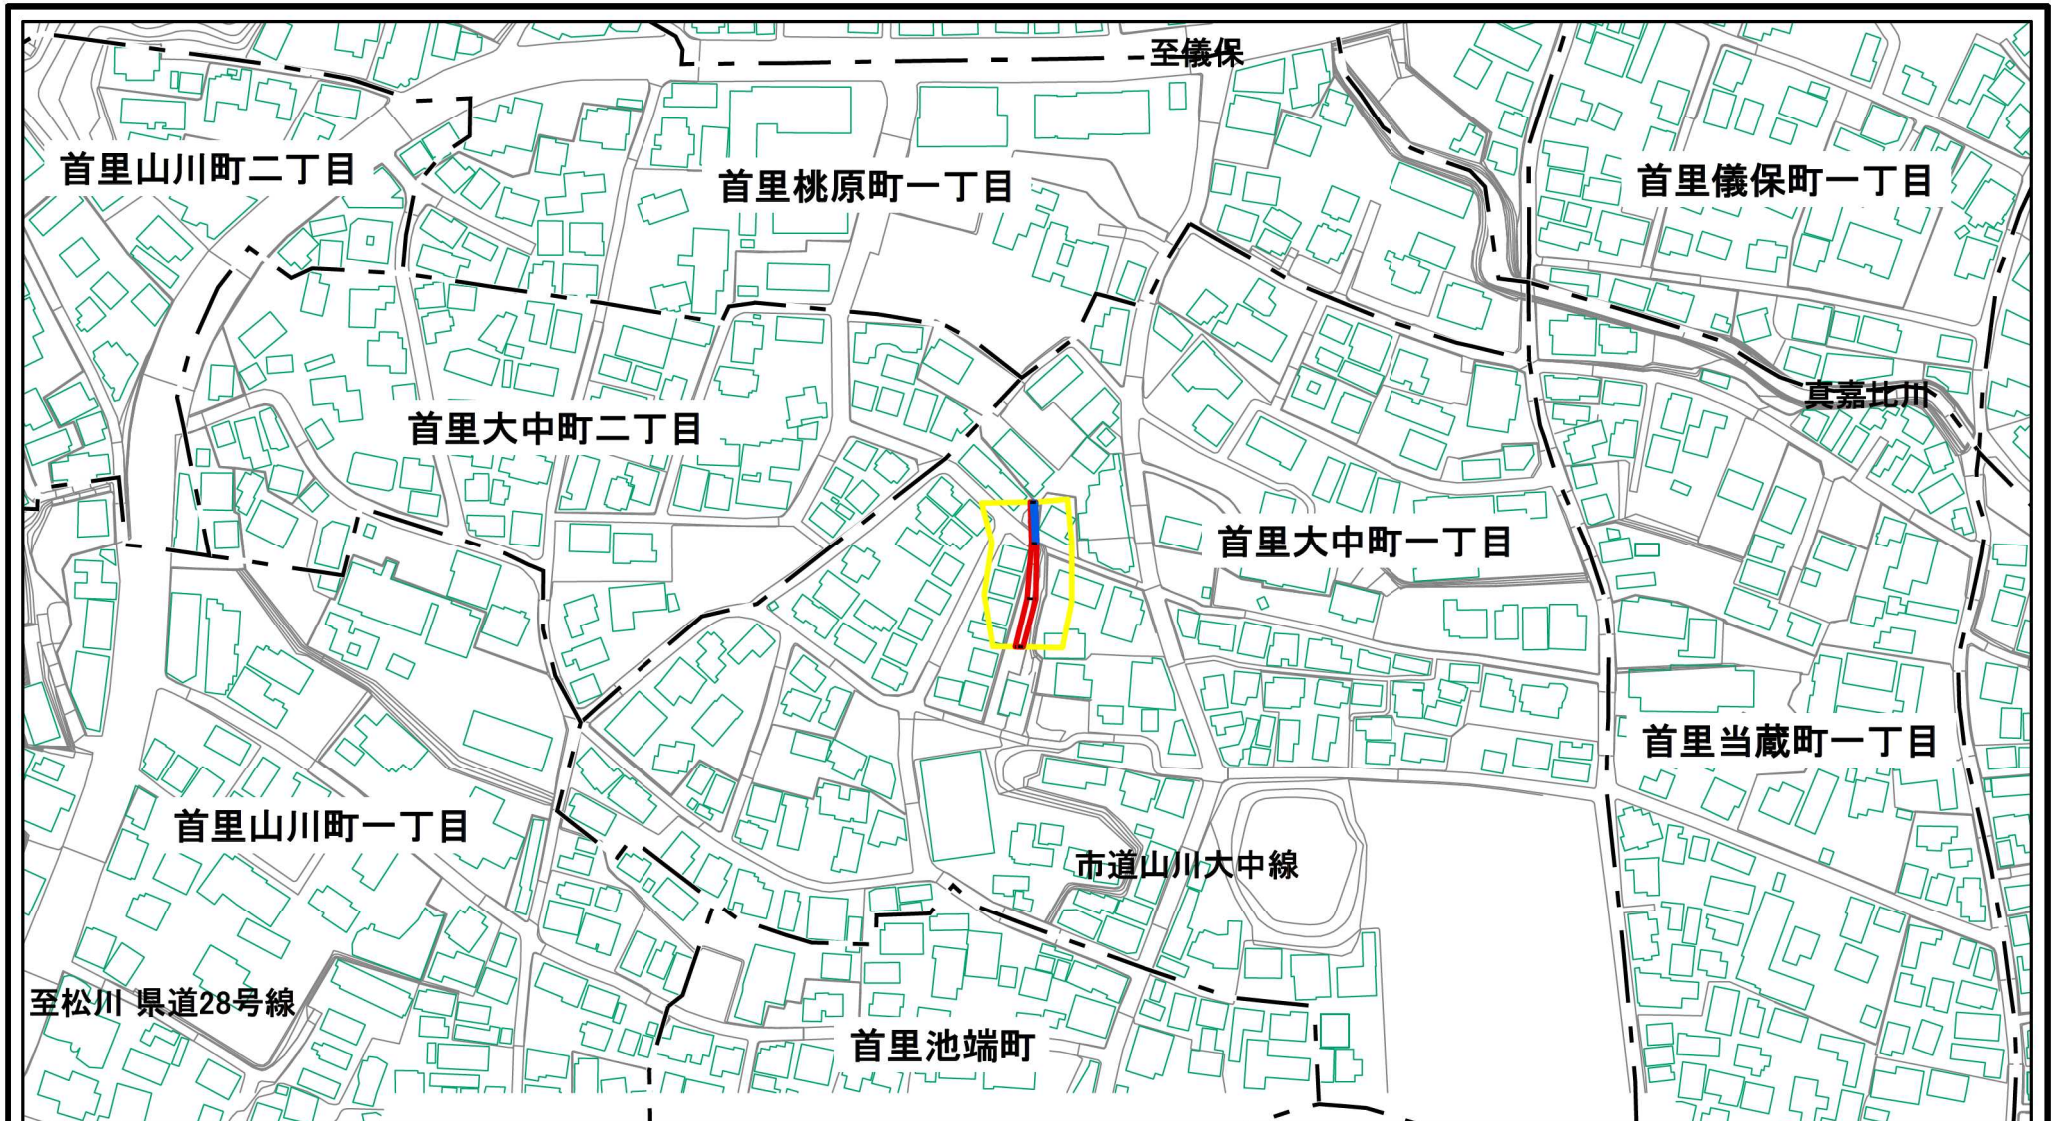 至儀保
首里山川町二丁目
首里桃原町一丁目
首里儀保町一丁目
真嘉比川
首里大中町二丁目
首里大中町一丁目
首里当蔵町一丁目
首里山川町一丁目
市道山川大中線
至松川 県道28号線
首里池端町